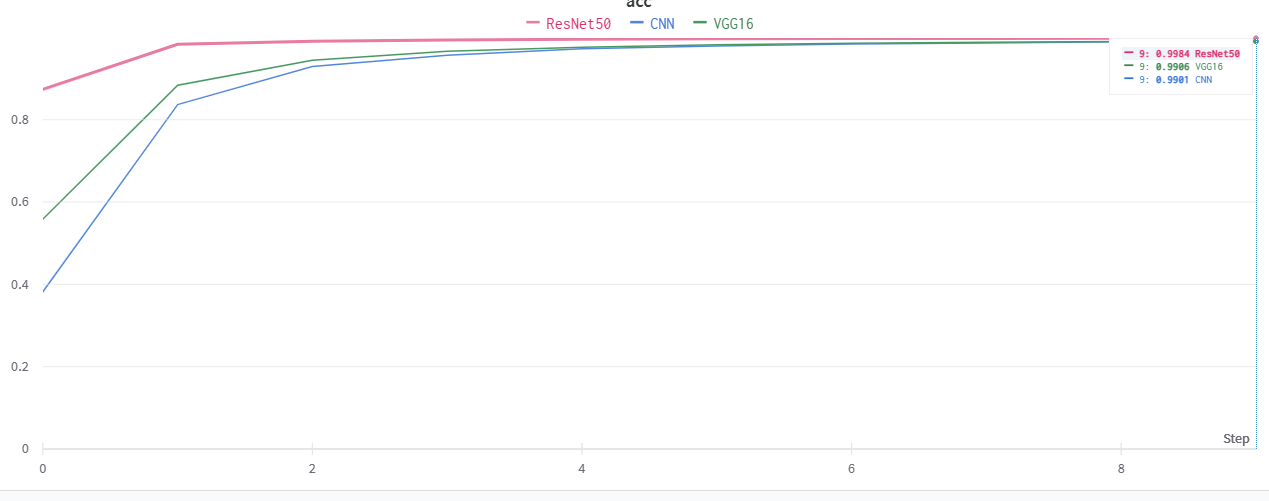 acc
ResNet50 CNN VGG16
9: 0.9984 ResNet50
9: 0.9906 VGG16
9: 0.9901 CNN
0.8
0.6
0.4
0.2
0
Step
0 2 4 6 8